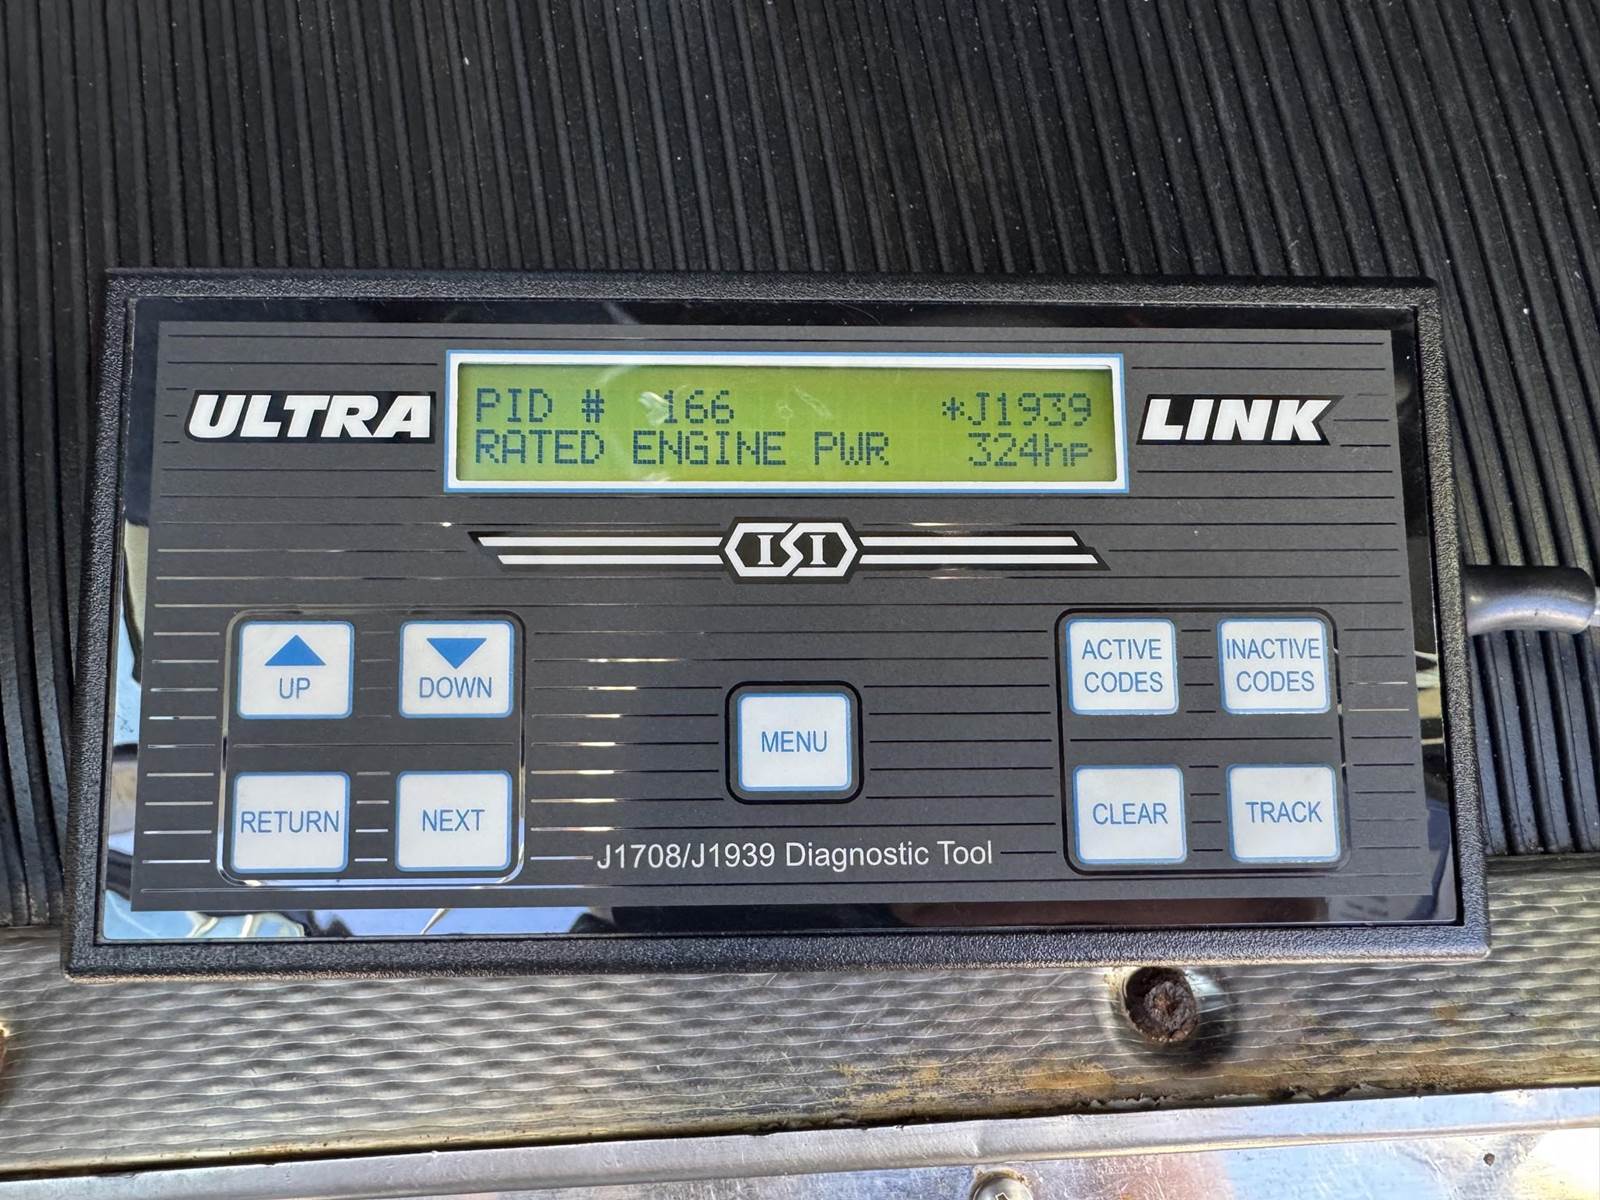 ULTRA
PID # 166 *J1939
RATED ENGINE PWR 324hp
LINK
ISI
UP
DOWN
ACTIVE
CODES
INACTIVE
CODES
MENU
RETURN
NEXT
CLEAR
TRACK
J1708/J1939 Diagnostic Tool